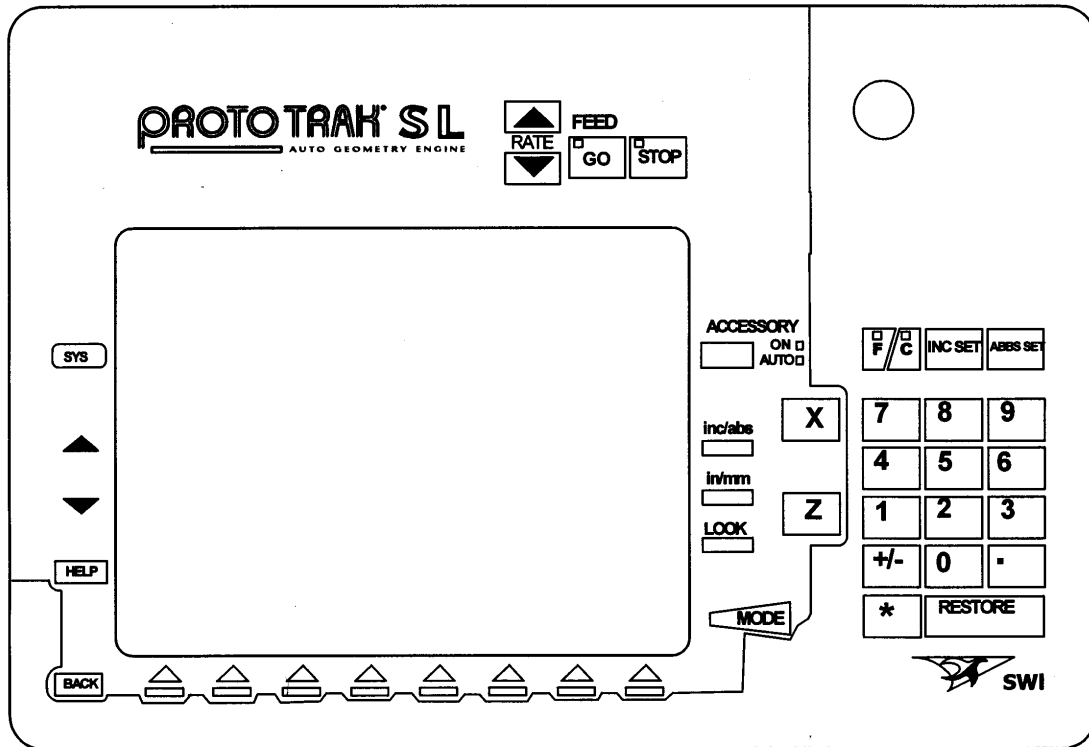 PROTOTRAK® SL
AUTO GEOMETRY ENGINE
FEED
RATE
GO
STOP
SYS
ACCESSORY
ON
AUTO
F/C
INC SET
ABBS SET
inc/abs
X
7
8
9
4
5
6
in/mm
LOOK
Z
1
2
3
HELP
+/-
0
.
MODE
*
RESTORE
BACK
SWI